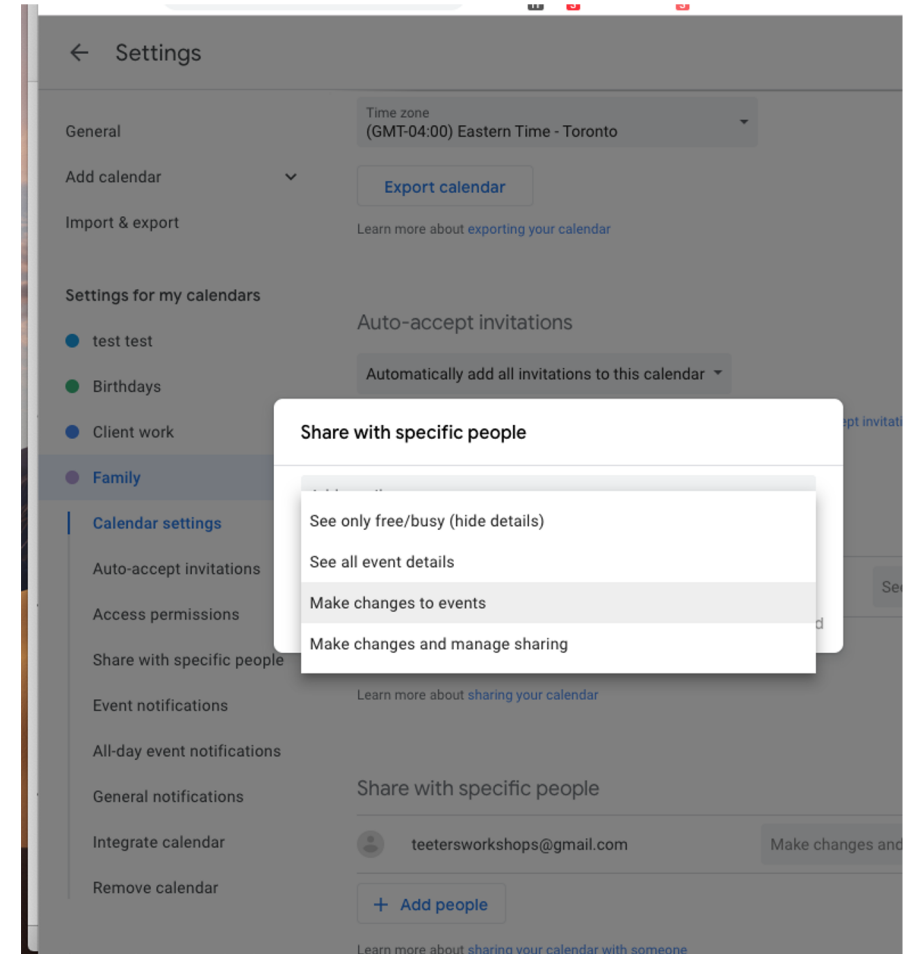 Settings
General
Add calendar
Import & export
Settings for my calendars
test test
Birthdays
Client work
Family
Calendar settings
Auto-accept invitations
Access permissions
Share with specific people
Event notifications
All-day event notifications
General notifications
Integrate calendar
Remove calendar
Time zone
(GMT-04:00) Eastern Time - Toronto
Export calendar
Learn more about exporting your calendar
Auto-accept invitations
Automatically add all invitations to this calendar
Share with specific people
See only free/busy (hide details)
See all event details
Make changes to events
Make changes and manage sharing
Learn more about sharing your calendar
Share with specific people
teetersworkshops@gmail.com
Make changes and
+ Add people
Learn more about sharing your calendar with someone